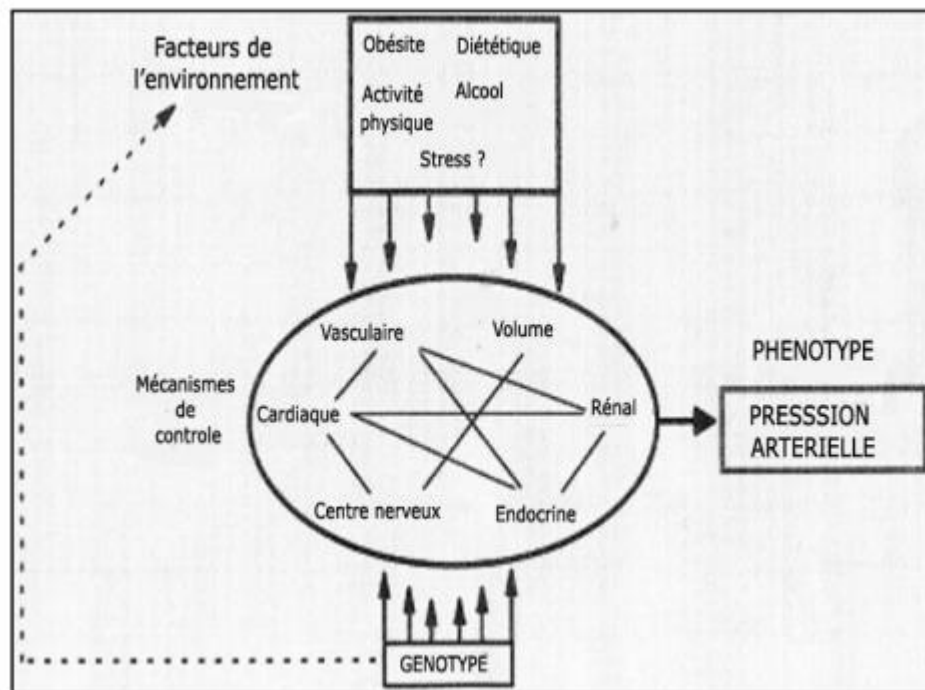 Facteurs de
l'environnement
Obésite Diététique
Activité Alcool
physique
Stress ?
Vasculaire Volume
Mécanismes
de
controle
Cardiaque Rénal
Centre nerveux Endocrine
PHENOTYPE
PRESSSION
ARTERIELLE
GENOTYPE